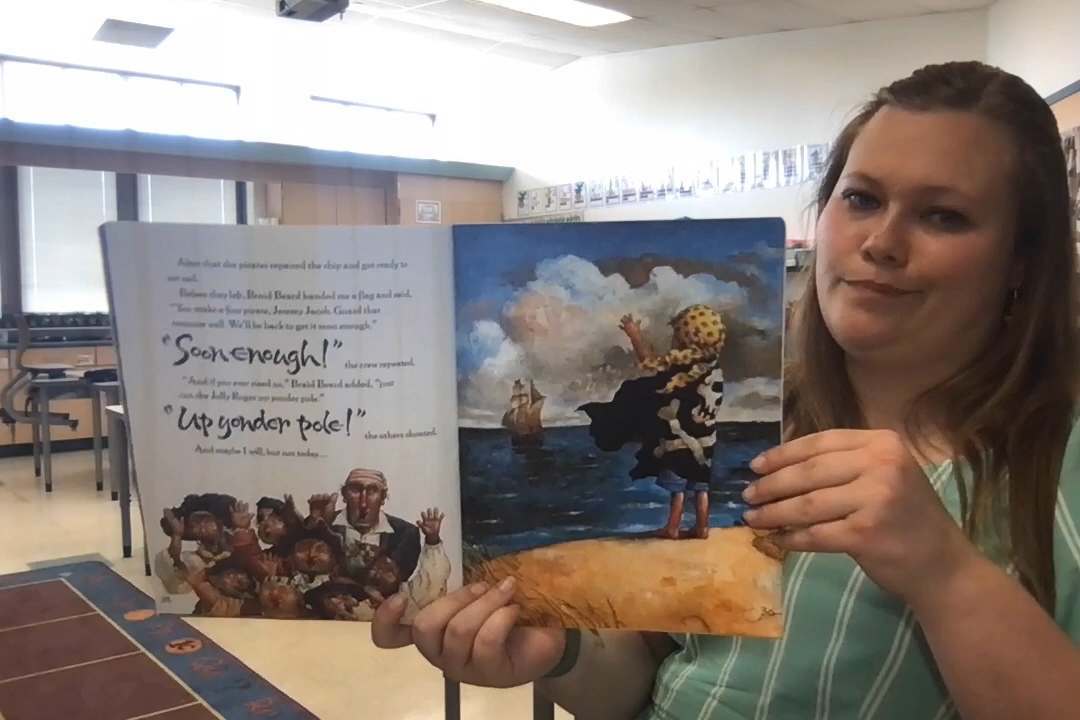 After that the pirates repaired the ship and got ready to
set sail.
Before they left, Braid Beard handed me a flag and said,
"You make a fine pirate, Jeremy Jacob. Guard that
treasure well. We'll be back to get it soon enough."
"Soon enough!" the crew repeated.
"And if you ever need us," Braid Beard added, "just
run the Jolly Roger up yonder pole."
"Up yonder pole!" the others shouted.
And maybe I will, but not today....